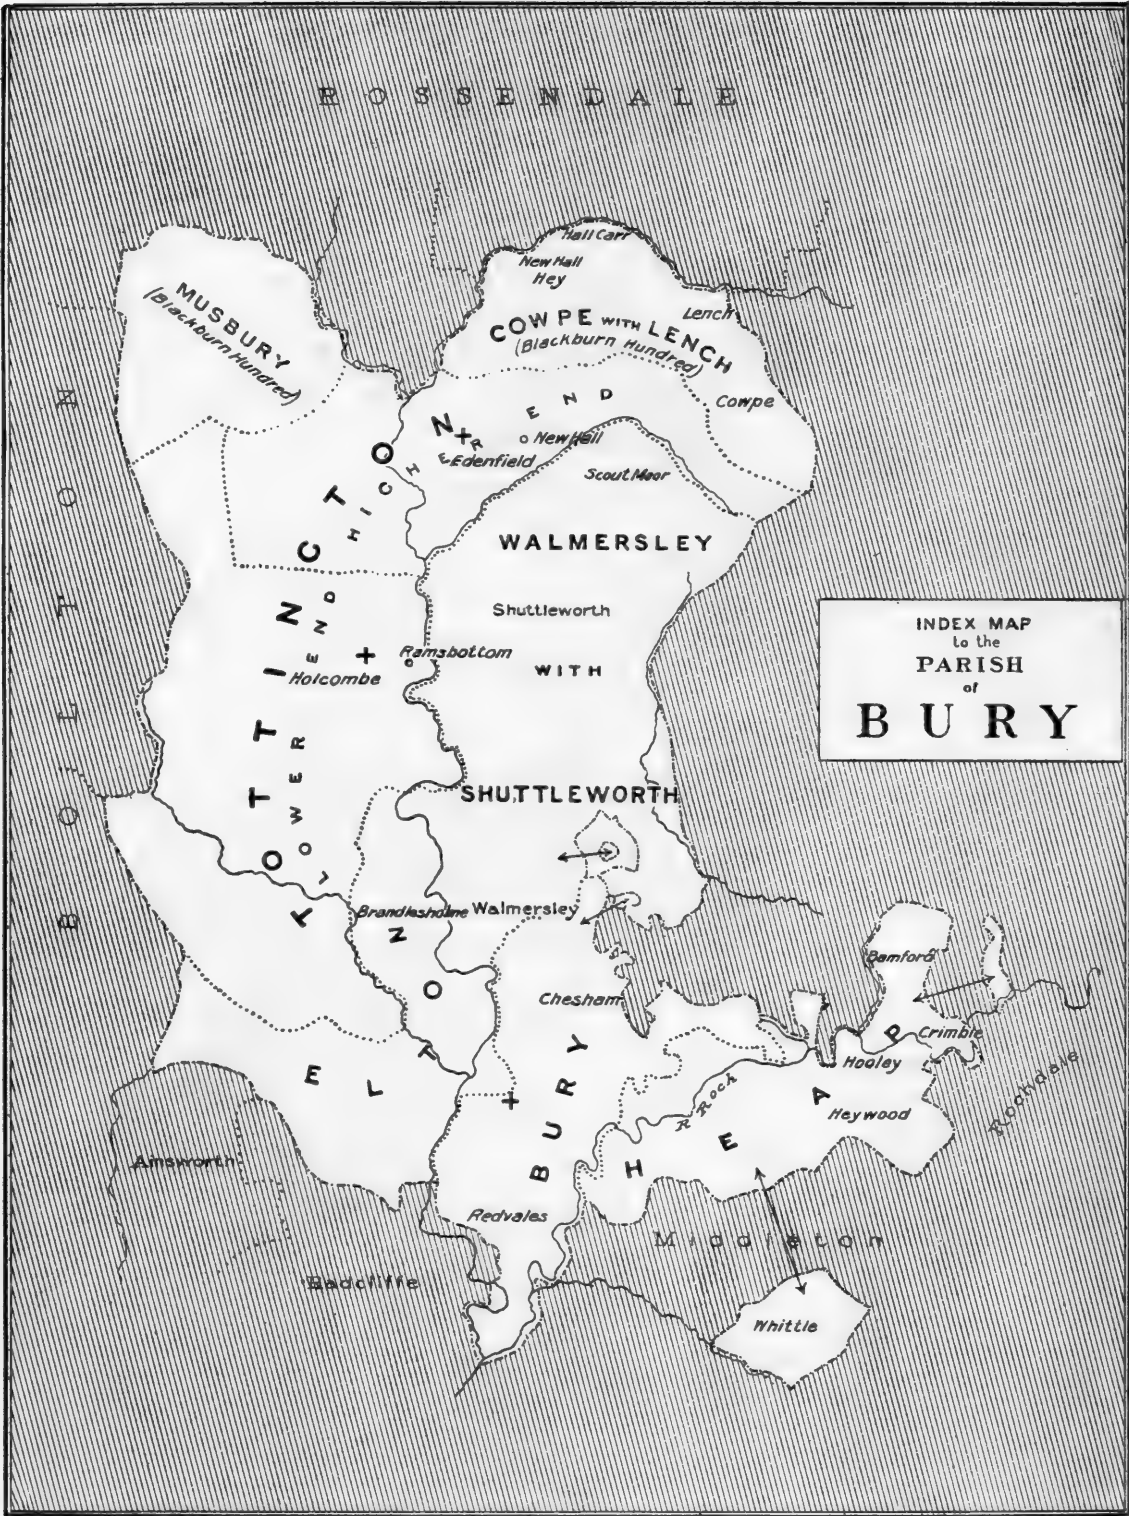 ROSSENDALE
Hall Carr
New Hall
Hey
Lench
MUSBURY
(Blackburn Hundred)
COWPE WITH LENCH
(Blackburn Hundred)
Cowpe
BOLTON
TOTTINGTON
HIGHER END
New Hall
Edenfield
Scout Moor
WALMERSLEY
Shuttleworth
WITH
SHUTTLEWORTH
LOWER END
Ramsbottom
Holcombe
INDEX MAP
to the
PARISH
of
BURY
Brandlesholme
Walmersley
Bamford
Chesham
Crimble
Hooley
Heywood
R Roch
Rochdale
ELTON
BURY
HEAP
Ainsworth
Redvales
Middleton
Radcliffe
Whittle